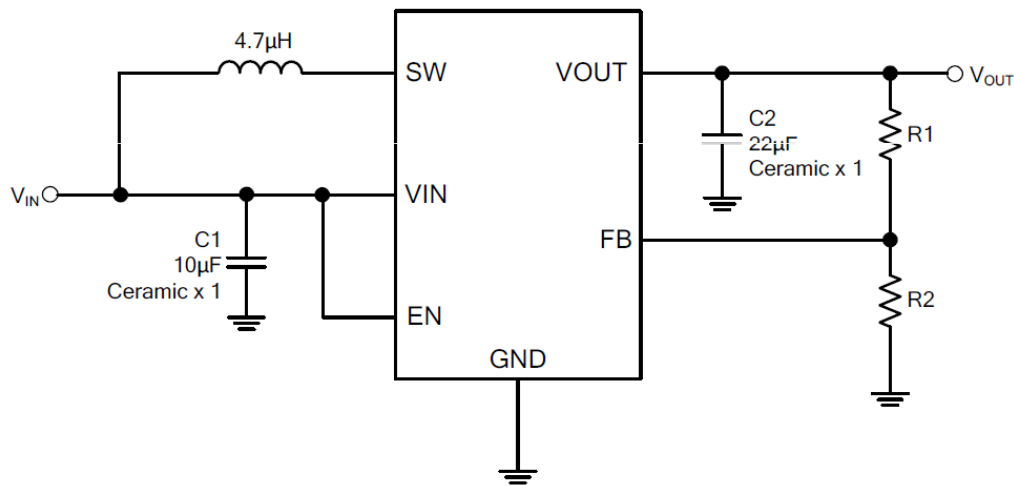 4.7µH
SW
VOUT
VOUT
C2
22µF
Ceramic x 1
R1
VIN
VIN
C1
10µF
Ceramic x 1
FB
EN
R2
GND